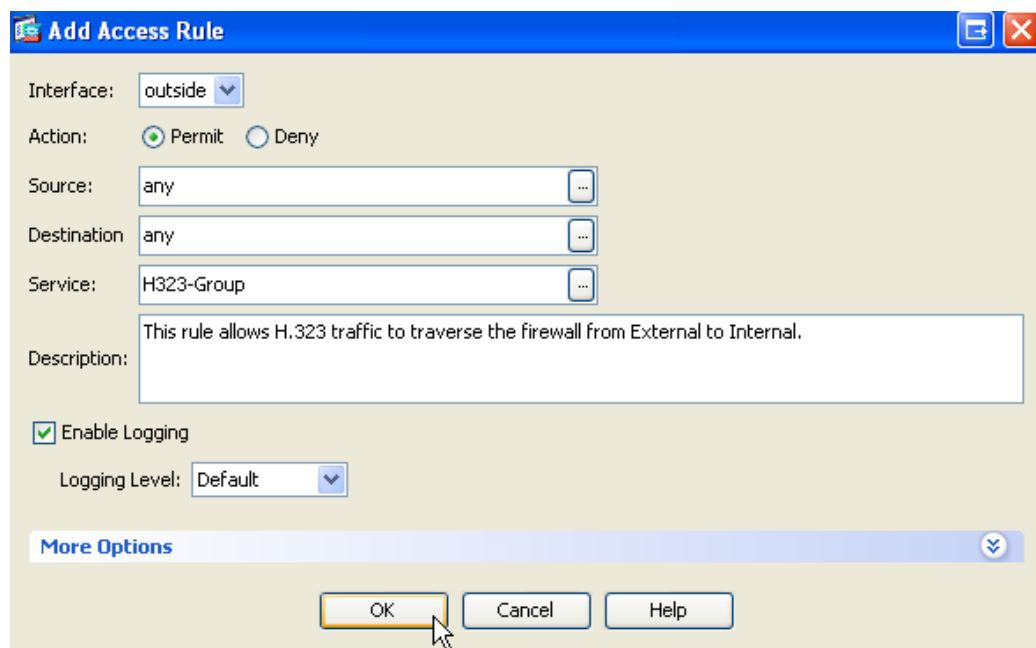 Add Access Rule
Interface: outside
Action: Permit Deny
Source: any ...
Destination any ...
Service: H323-Group ...
Description: This rule allows H.323 traffic to traverse the firewall from External to Internal.
Enable Logging
Logging Level: Default
More Options
OK Cancel Help